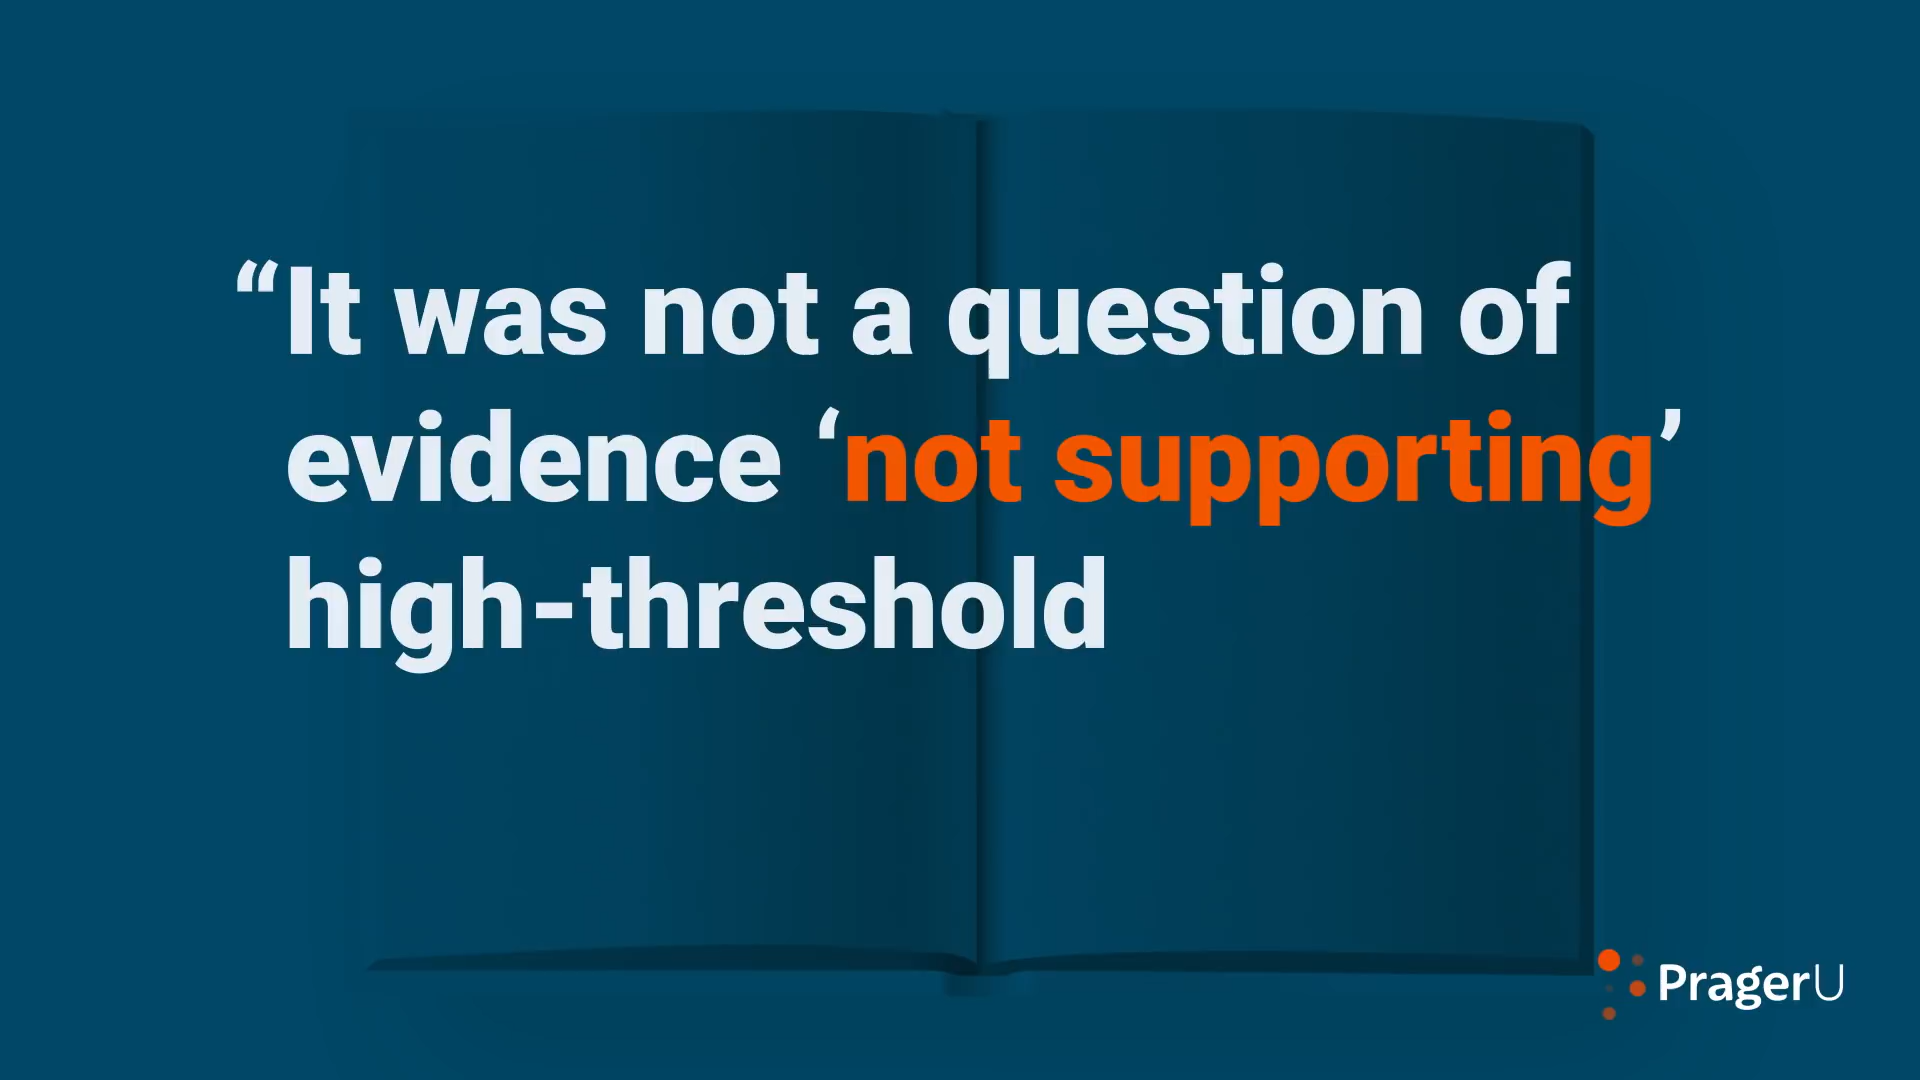 “It was not a question of
evidence ‘not supporting’
high-threshold
PragerU